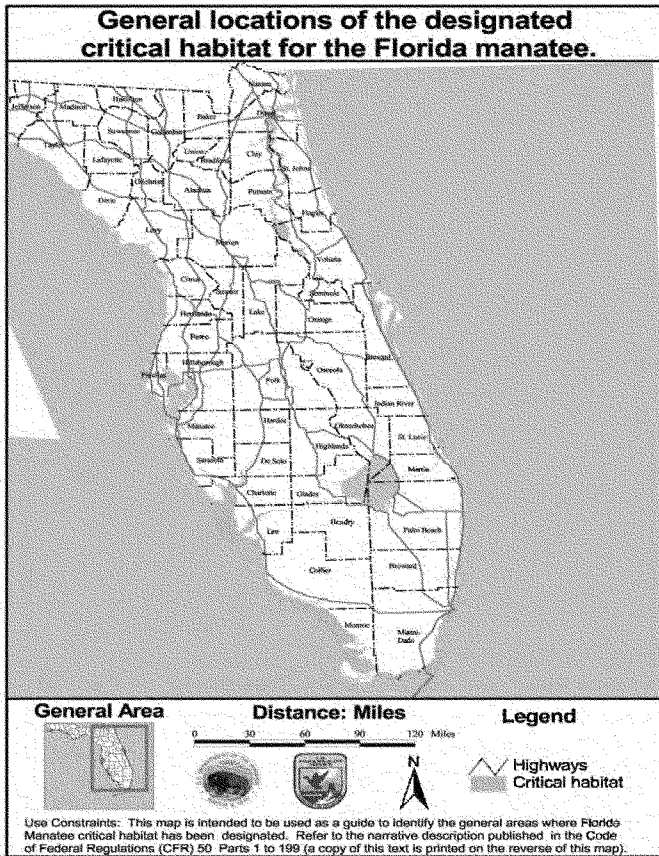 General locations of the designated
critical habitat for the Florida manatee.
Nassau
Hamilton
Jefferson
Madison
Duval
Baker
Suwannee
Columbia
Taylor
Union
Clay
St. Johns
Lafayette
Bradford
Gilchrist
Alachua
Putnam
Dixie
Flagler
Levy
Marion
Volusia
Citrus
Sumter
Seminole
Lake
Hernando
Orange
Pasco
Brevard
Hillsborough
Osceola
Pinellas
Polk
Indian River
Manatee
Hardee
Okeechobee
Highlands
St. Lucie
Sarasota
De Soto
Martin
Charlotte
Glades
Hendry
Palm Beach
Lee
Collier
Broward
Monroe
Miami-
Dade
General Area
Distance: Miles
Legend
0 30 60 90 120 Miles
N
Highways
Critical habitat
Use Constraints: This map is intended to be used as a guide to identify the general areas where Florida
Manatee critical habitat has been designated. Refer to the narrative description published in the Code
of Federal Regulations (CFR) 50 Parts 1 to 199 (a copy of this text is printed on the reverse of this map).